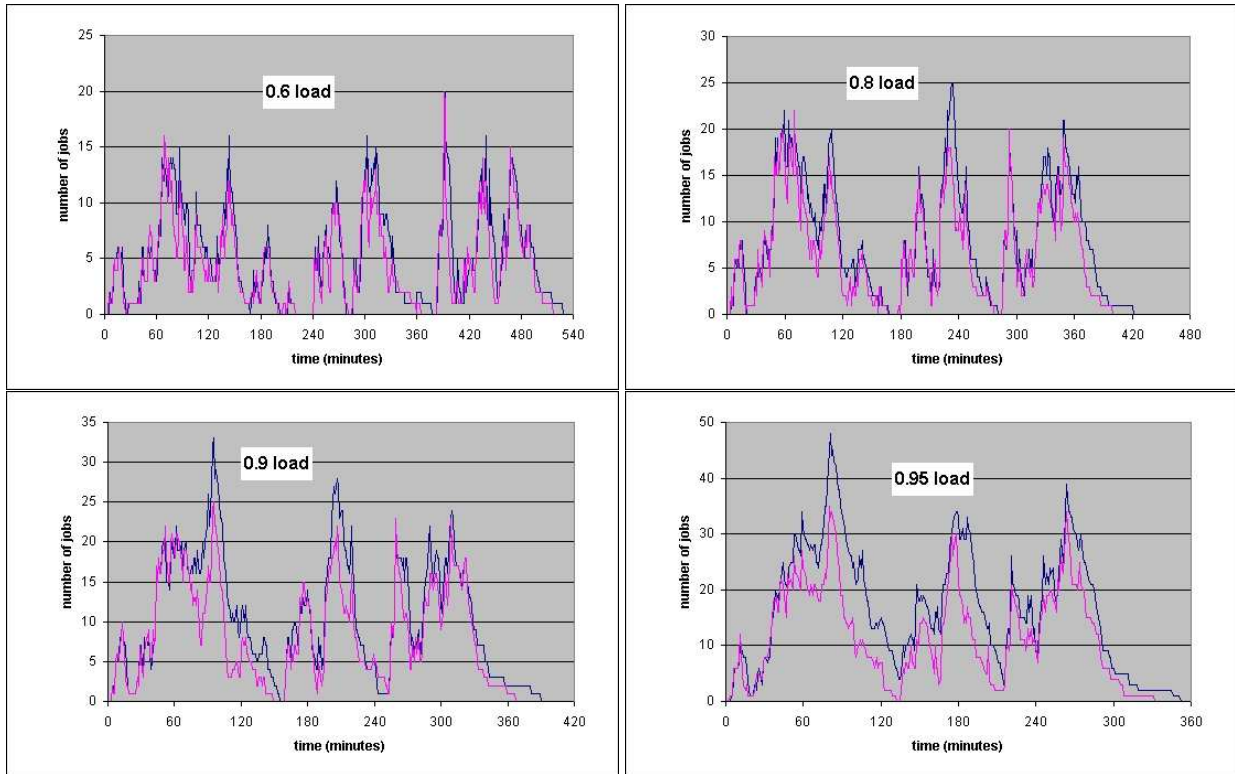 25
20
15
10
5
0
number of jobs
0.6 load
0 60 120 180 240 300 360 420 480 540
time (minutes)
30
25
20
15
10
5
0
number of jobs
0.8 load
0 60 120 180 240 300 360 420 480
time (minutes)
35
30
25
20
15
10
5
0
number of jobs
0.9 load
0 60 120 180 240 300 360 420
time (minutes)
50
40
30
20
10
0
number of jobs
0.95 load
0 60 120 180 240 300 360
time (minutes)